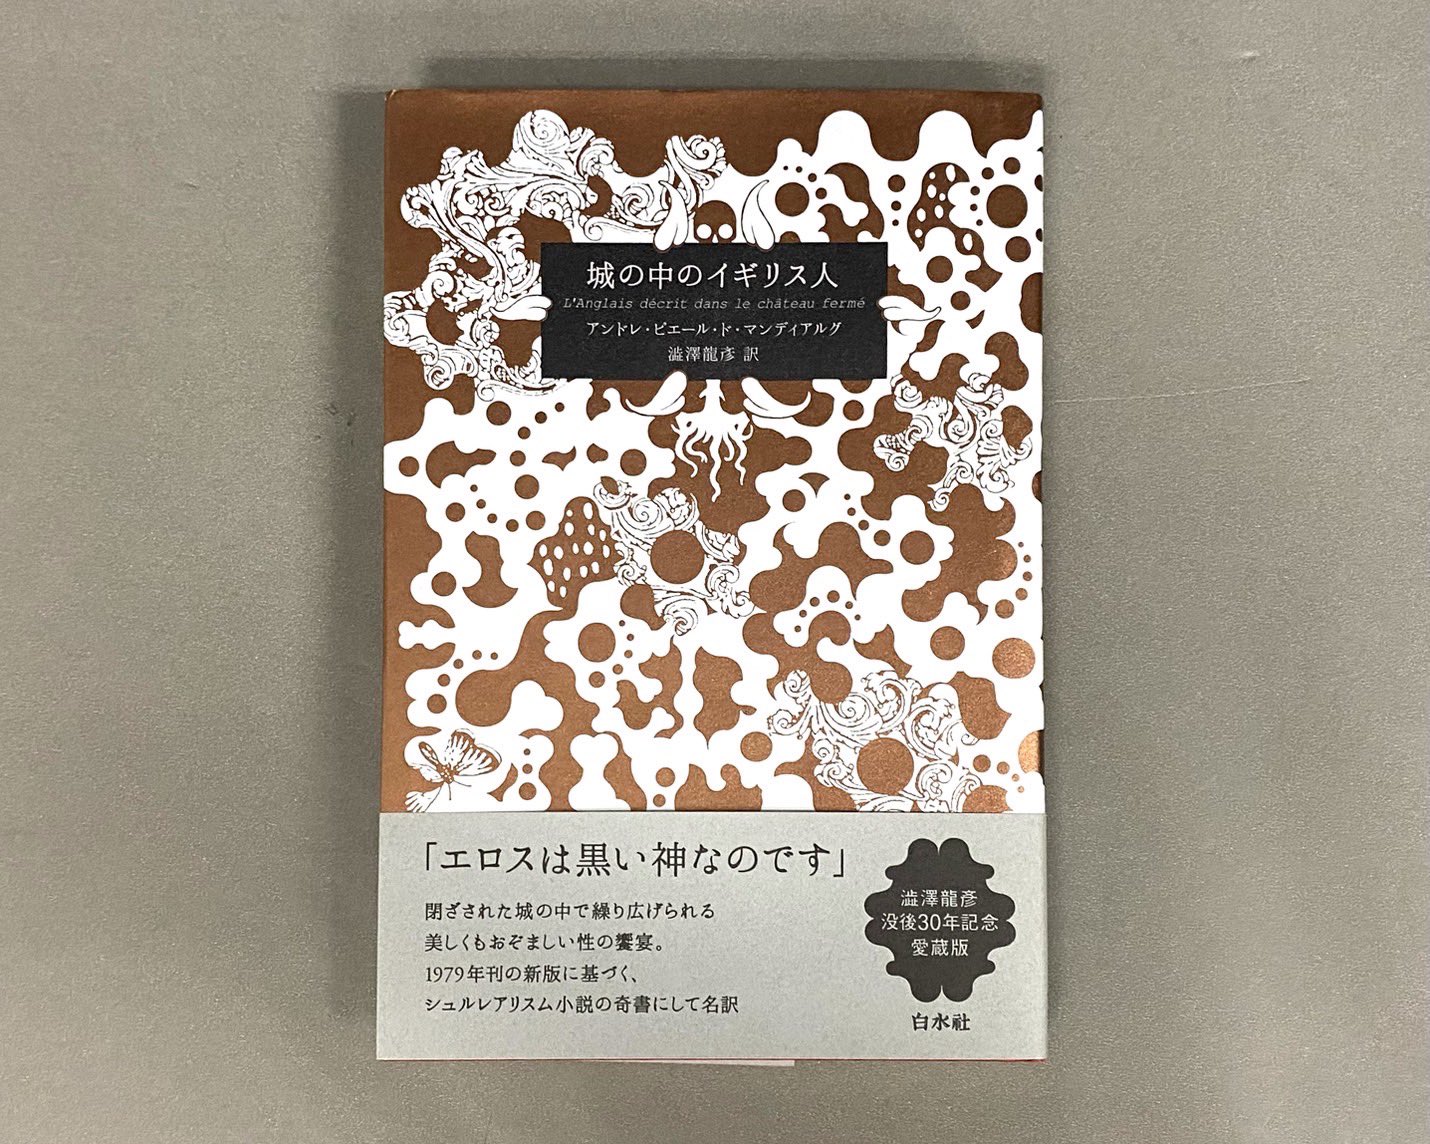 城の中のイギリス人
L'Anglais décrit dans le château fermé
アンドレ・ピエール・ド・マンディアルグ
澁澤龍彥 訳
「エロスは黒い神なのです」
閉ざされた城の中で繰り広げられる
美しくもおぞましい性の饗宴。
1979年刊の新版に基づく、
シュルレアリスム小説の奇書にして名訳
澁澤龍彥
没後30年記念
愛蔵版
白水社